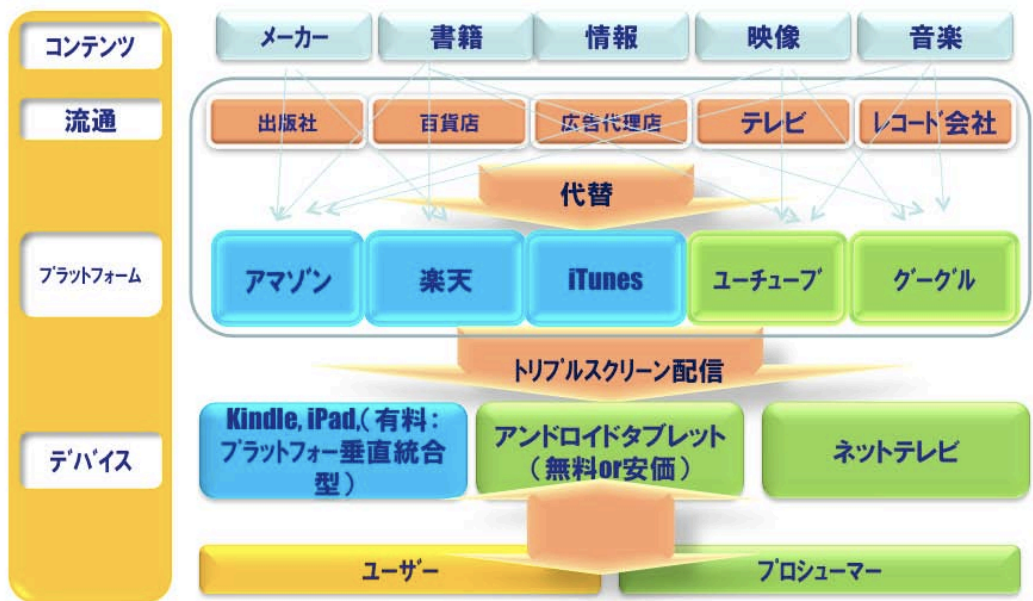 コンテンツ
メーカー
書籍
情報
映像
音楽
流通
出版社
百貨店
広告代理店
テレビ
レコード会社
代替
プラットフォーム
アマゾン
楽天
iTunes
ユーチューブ
グーグル
トリプルスクリーン配信
デバイス
Kindle, iPad,（有料：
プラットフォー垂直統合
型）
アンドロイドタブレット
（無料or安価）
ネットテレビ
ユーザー
プロシューマー